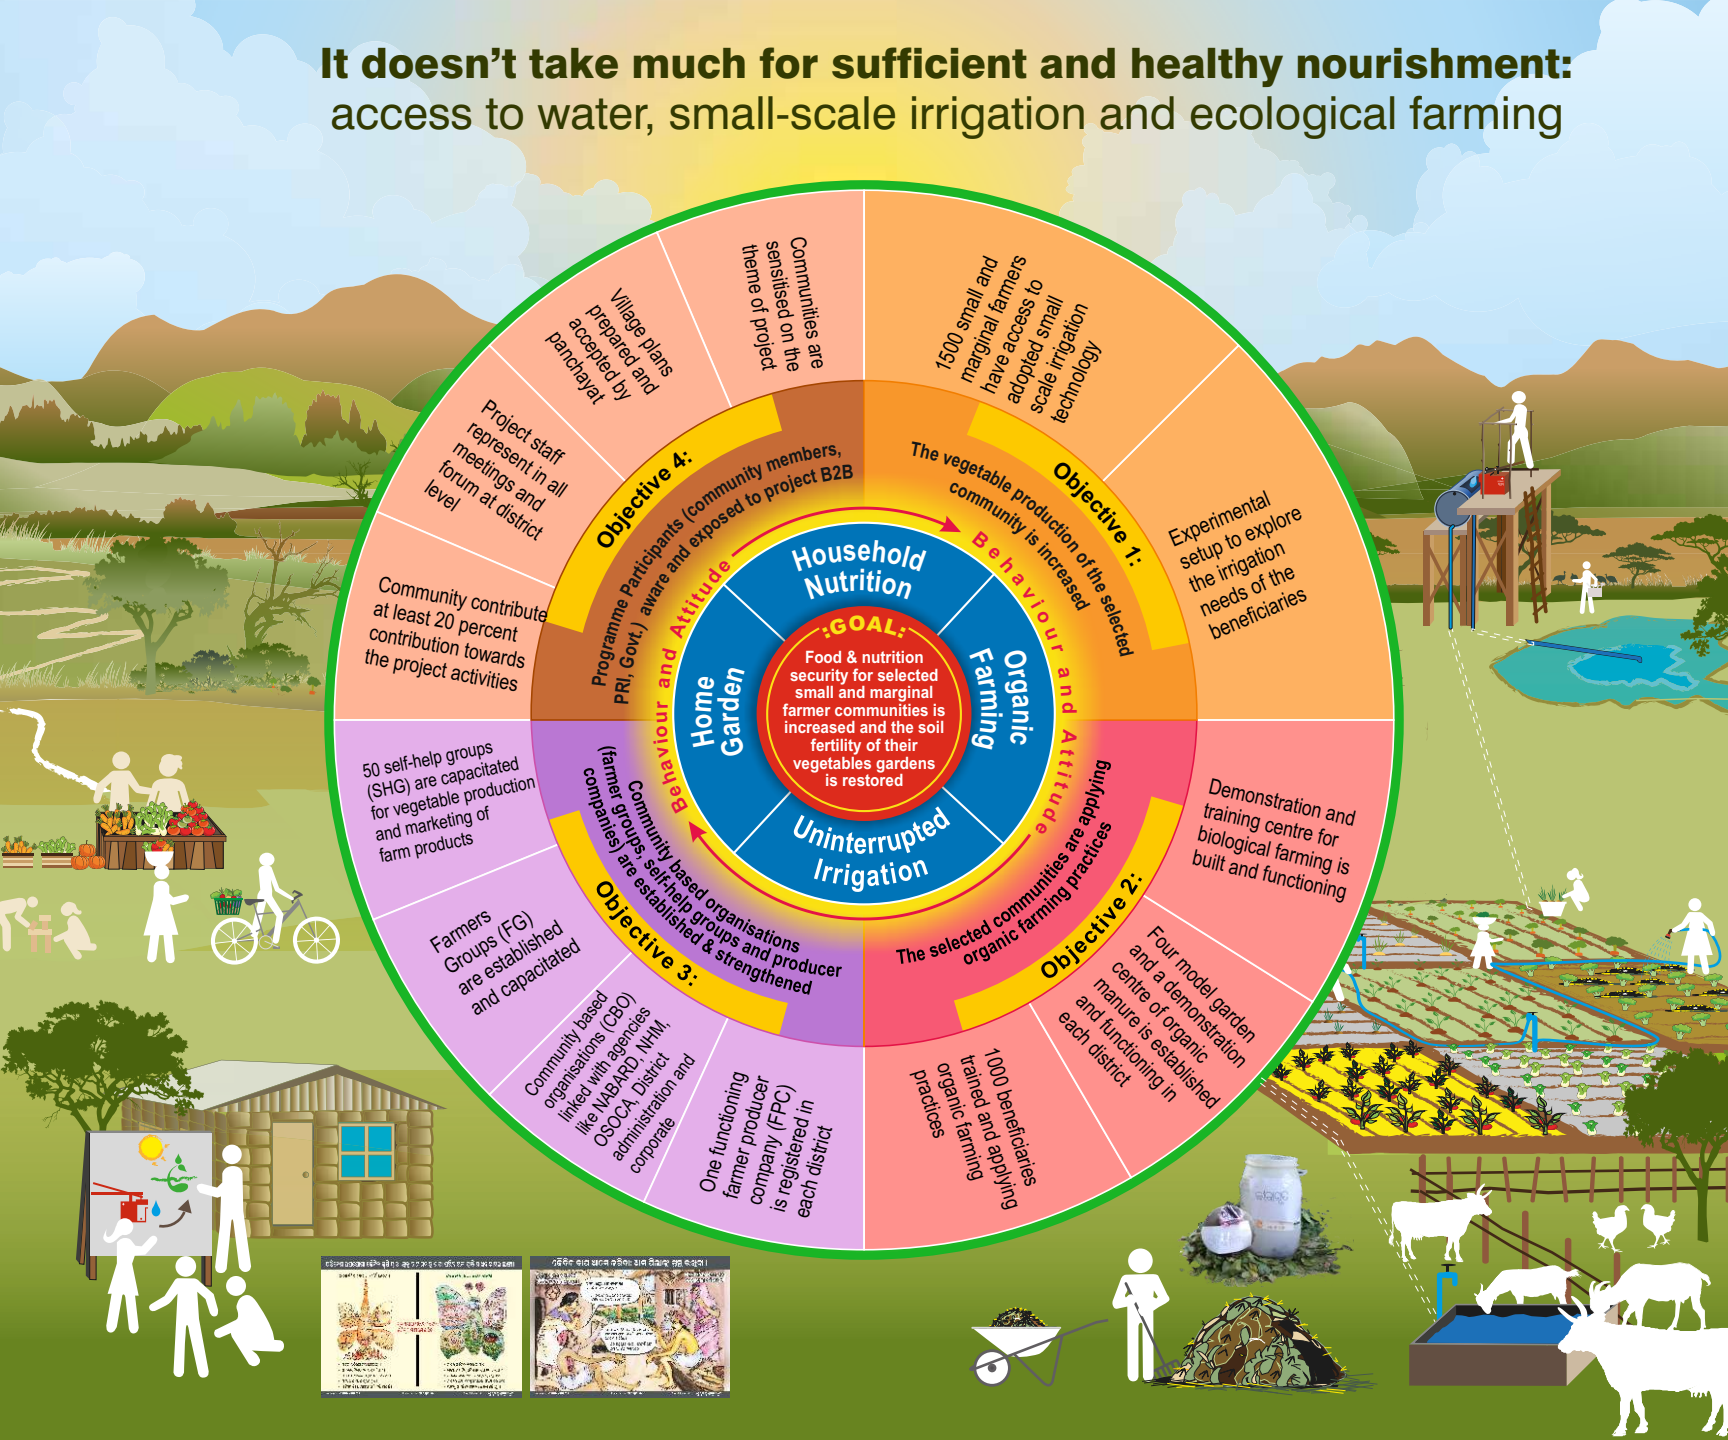 It doesn't take much for sufficient and healthy nourishment:
access to water, small-scale irrigation and ecological farming
:GOAL:
Food & nutrition
security for selected
small and marginal
farmer communities is
increased and the soil
fertility of their
vegetables gardens
is restored
Household
Nutrition
Organic
Farming
Uninterrupted
Irrigation
Home
Garden
Behaviour and Attitude
Behaviour and Attitude
Objective 1:
The vegetable production of the selected
community is increased
1500 small and
marginal farmers
have access to
adopted small
scale irrigation
technology
Experimental
setup to explore
the irrigation
needs of the
beneficiaries
Objective 2:
The selected communities are applying
organic farming practices
Demonstration and
training centre for
biological farming is
built and functioning
Four model garden
and a demonstration
centre of organic
manure is established
and functioning in
each district
1000 beneficiaries
trained and applying
organic farming
practices
Objective 3:
Community based organisations
(farmer groups, self-help groups and producer
companies) are established & strengthened
One functioning
farmer producer
company (FPC)
is registered in
each district
Community based
organisations (CBO)
linked with agencies
like NABARD, NHM,
OSOCA, District
administration and
corporate
Farmers
Groups (FG)
are established
and capacitated
50 self-help groups
(SHG) are capacitated
for vegetable production
and marketing of
farm products
Objective 4:
Programme Participants (community members,
PRI, Govt.) aware and exposed to project B2B
Community contribute
at least 20 percent
contribution towards
the project activities
Project staff
represent in all
meetings and
forum at district
level
Village plans
prepared and
accepted by
panchayat
Communities are
sensitised on the
theme of project